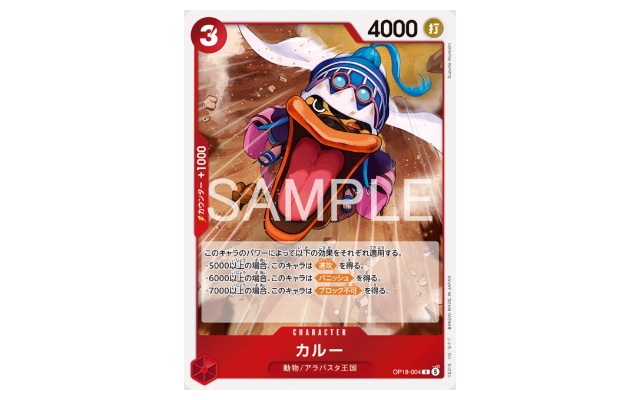 3
4000
打
カウンター +1000
SAMPLE
このキャラのパワーによって以下の効果をそれぞれ適用する。
・5000以上の場合、このキャラは 速攻 を得る。
・6000以上の場合、このキャラは バニッシュ を得る。
・7000以上の場合、このキャラは ブロック不可 を得る。
CHARACTER
カルー
動物/アラバスタ王国
OP18-004 R